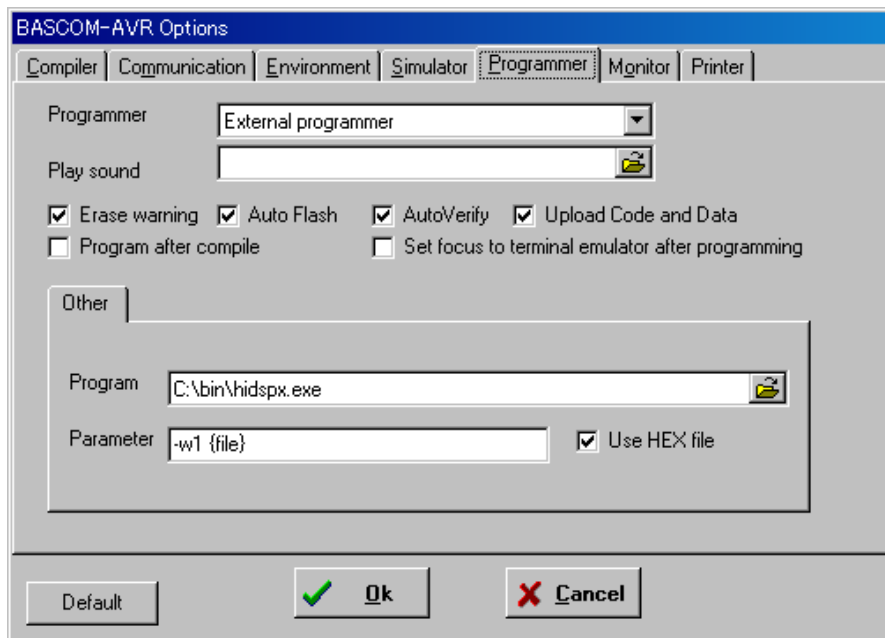 BASCOM-AVR Options
Compiler Communication Environment Simulator Programmer Monitor Printer
Programmer External programmer
Play sound
Erase warning Auto Flash AutoVerify Upload Code and Data
Program after compile Set focus to terminal emulator after programming
Other
Program C:\bin\hidspx.exe
Parameter -w1 {file} Use HEX file
Default Ok Cancel